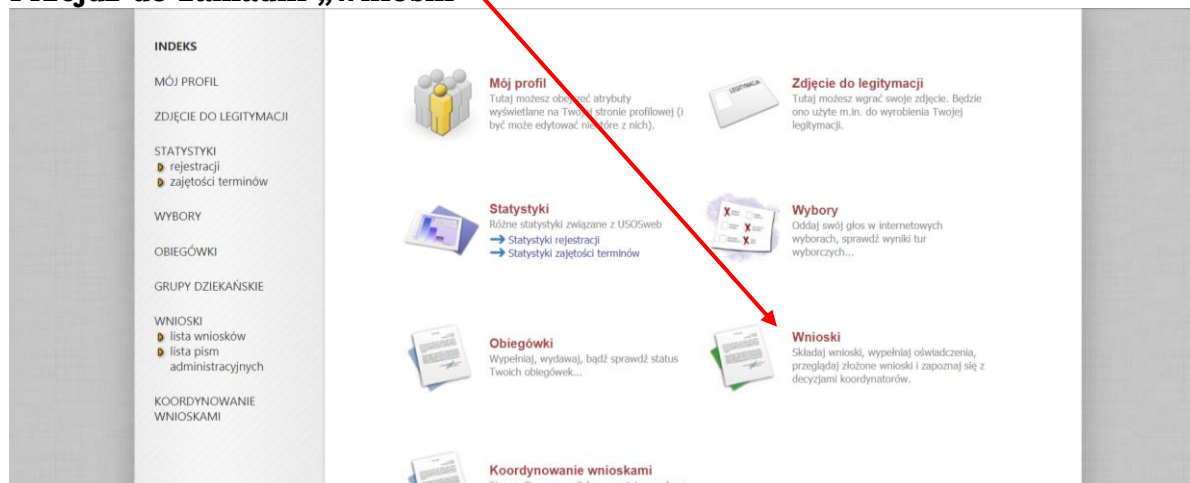 INDEKS
MÓJ PROFIL
ZDJĘCIE DO LEGITYMACJI
STATYSTYKI
rejestracji
zajętości terminów
WYBORY
OBIEGÓWKI
GRUPY DZIEKAŃSKIE
WNIOSKI
lista wniosków
lista pism
administracyjnych
KOORDYNOWANIE
WNIOSKAMI
Mój profil
Tutaj możesz obejrzeć atrybuty
wyświetlane na Twojej stronie profilowej (i
być może edytować niektóre z nich).
Zdjęcie do legitymacji
Tutaj możesz wgrać swoje zdjęcie. Będzie
ono użyte m.in. do wyrobienia Twojej
legitymacji.
LEGITYMACJA
Statystyki
Różne statystyki związane z USOSweb
Statystyki rejestracji
Statystyki zajętości terminów
Wybory
Oddaj swój głos w internetowych
wyborach, sprawdź wyniki tur
wyborczych...
Obiegówki
Wypełniaj, wydawaj, bądź sprawdź status
Twoich obiegówek...
Wnioski
Składaj wnioski, wypełniaj oświadczenia,
przeglądaj złożone wnioski i zapoznaj się z
decyzjami koordynatorów.
Koordynowanie wnioskami